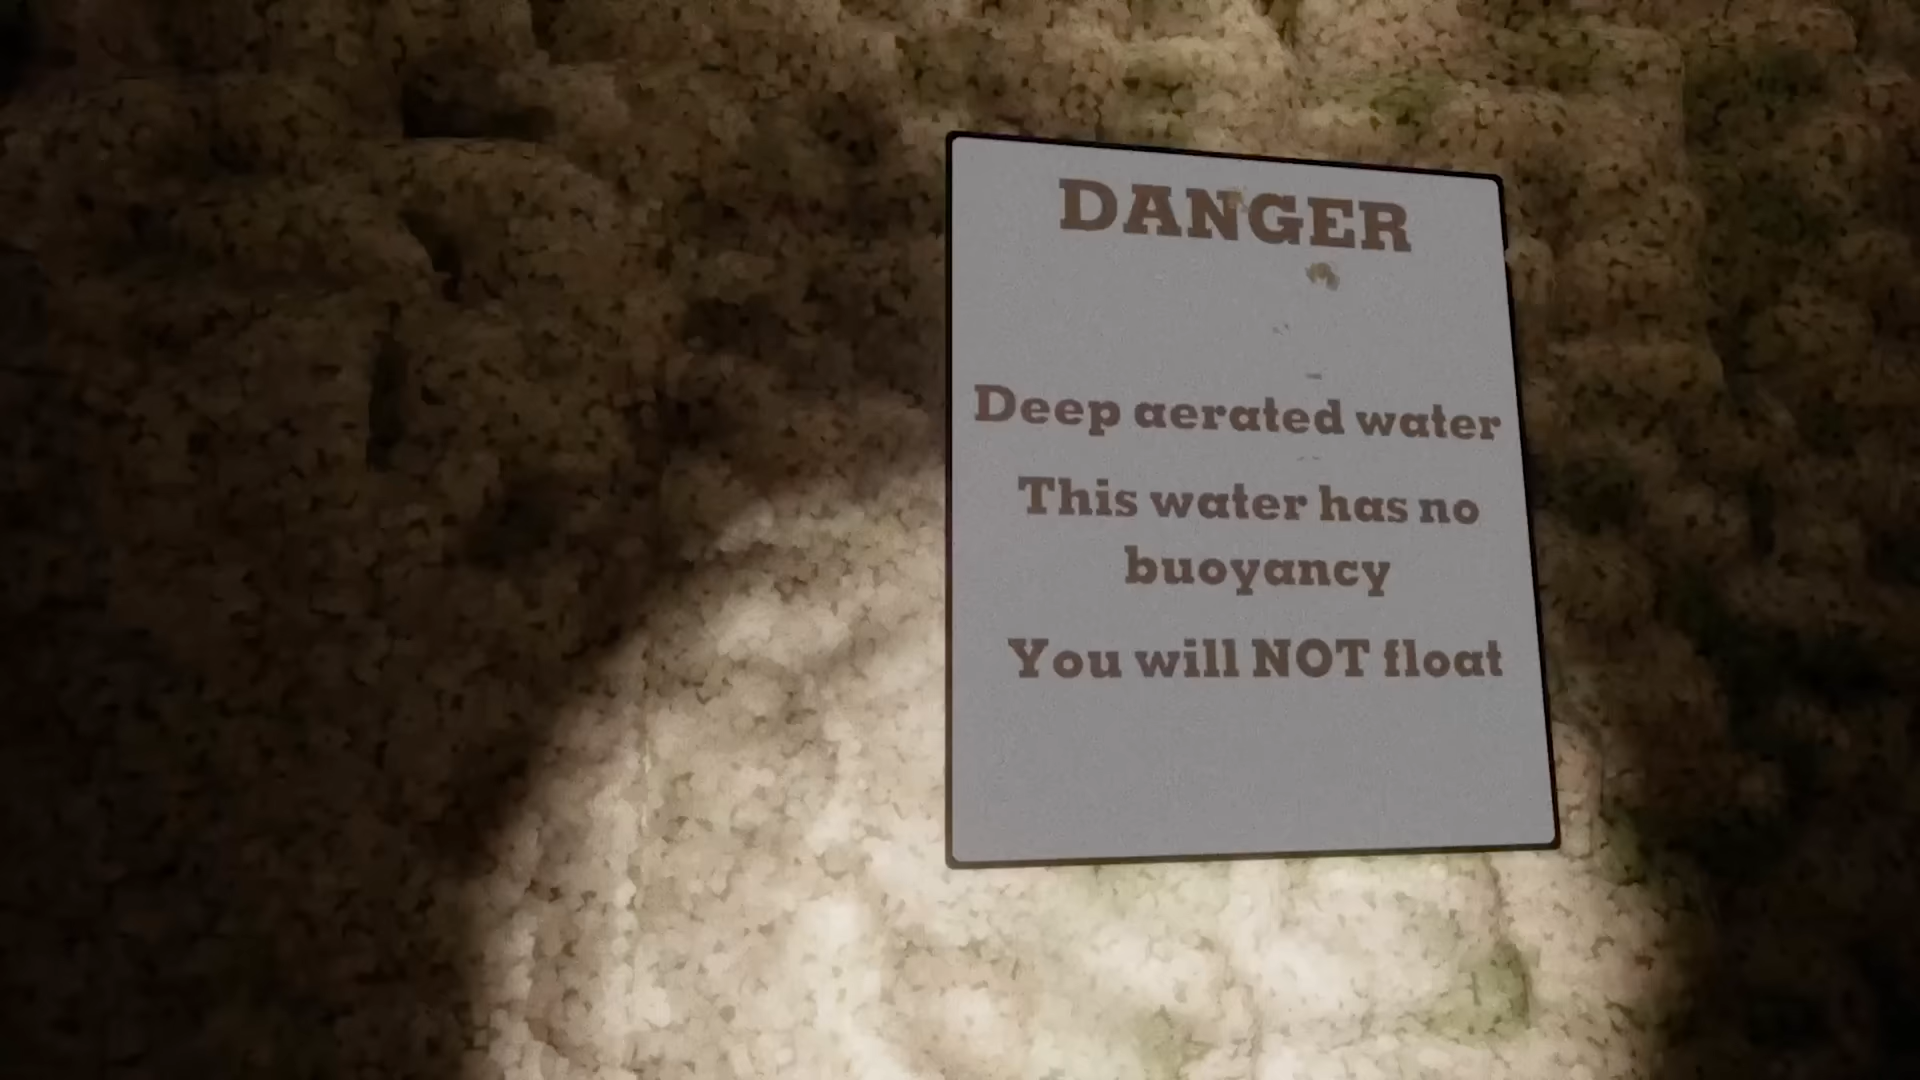 DANGER
Deep aerated water
This water has no
buoyancy
You will NOT float